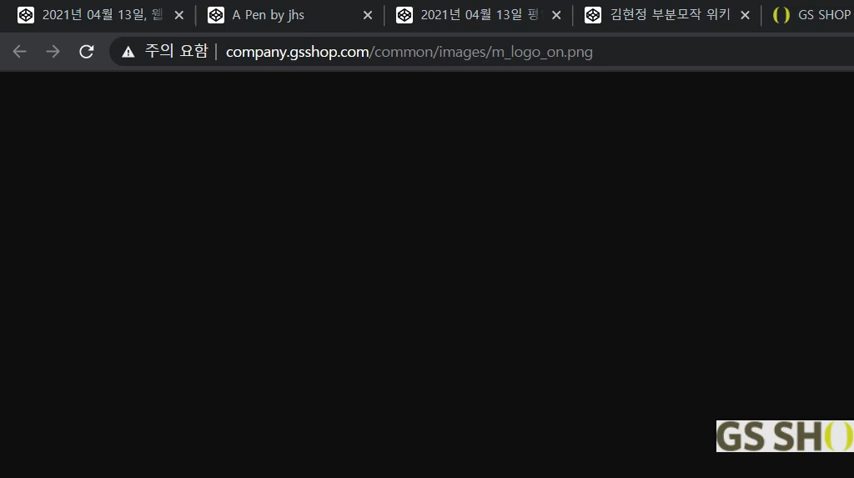 2021년 04월 13일, 웹
A Pen by jhs
2021년 04월 13일 평
김현정 부분모작 위키
GS SHOP
주의 요함 | company.gsshop.com/common/images/m_logo_on.png
GS SH()